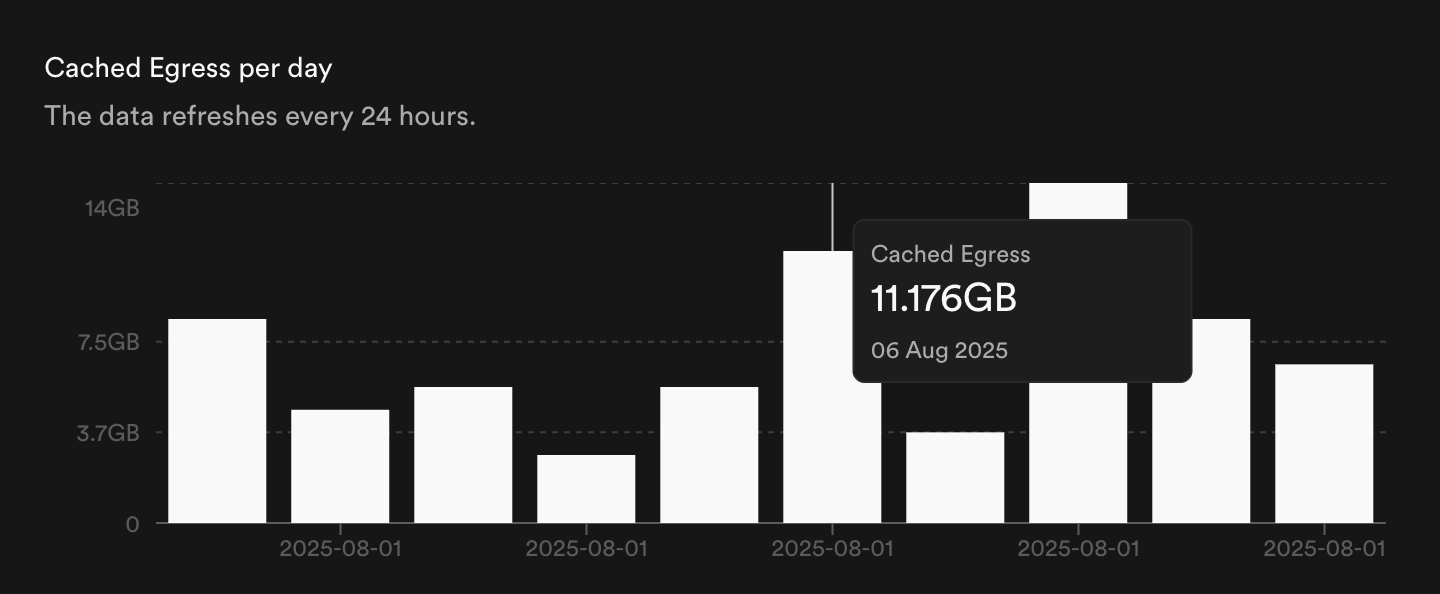 Cached Egress per day
The data refreshes every 24 hours.
14GB
Cached Egress
11.176GB
7.5GB
06 Aug 2025
3.7GB
0
2025-08-01 2025-08-01 2025-08-01 2025-08-01 2025-08-01